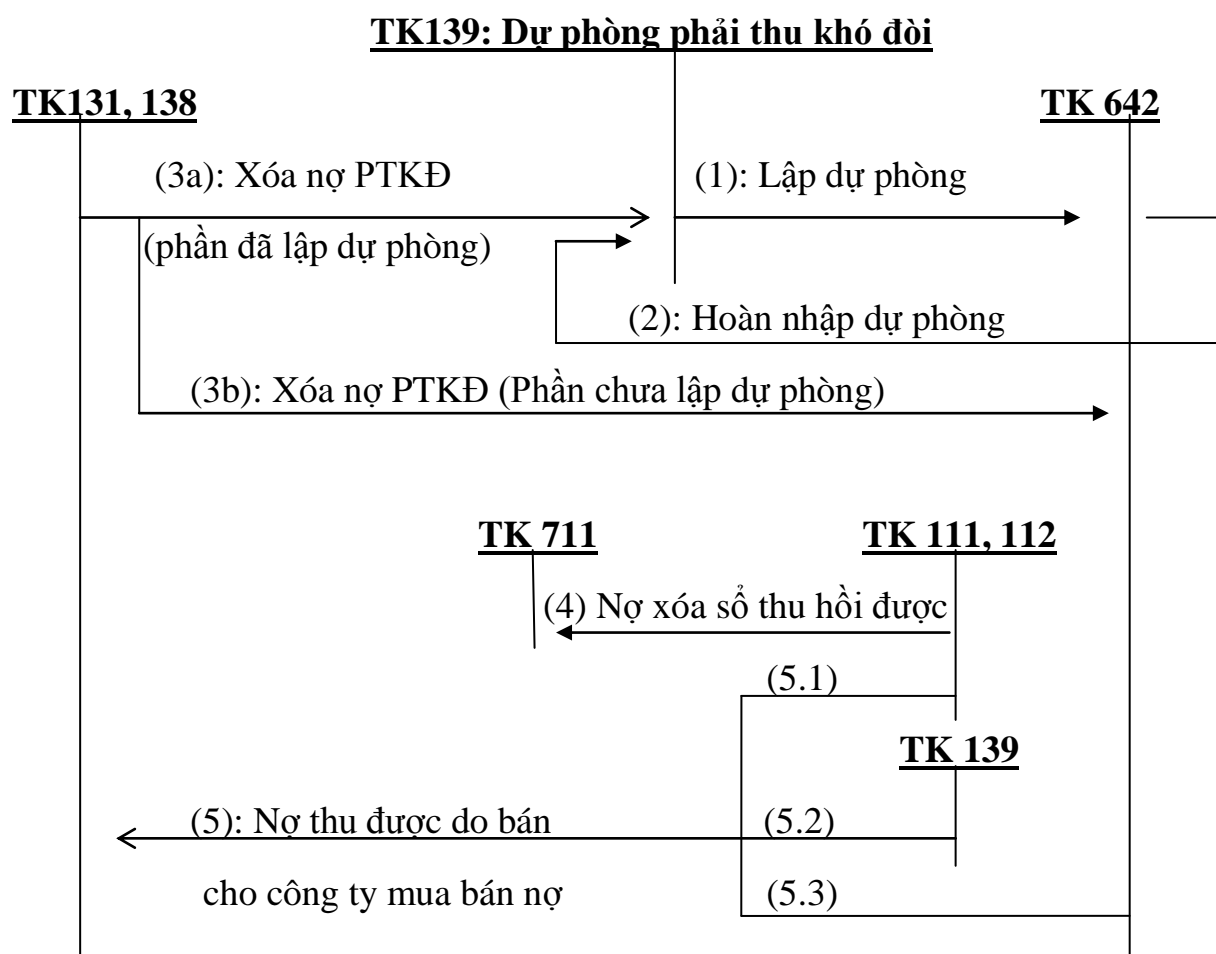 TK139: Dự phòng phải thu khó đòi
TK131, 138
TK 642
(3a): Xóa nợ PTKĐ
(1): Lập dự phòng
(phần đã lập dự phòng)
(2): Hoàn nhập dự phòng
(3b): Xóa nợ PTKĐ (Phần chưa lập dự phòng)
TK 711
TK 111, 112
(4) Nợ xóa sổ thu hồi được
(5.1)
TK 139
(5): Nợ thu được do bán
(5.2)
cho công ty mua bán nợ
(5.3)